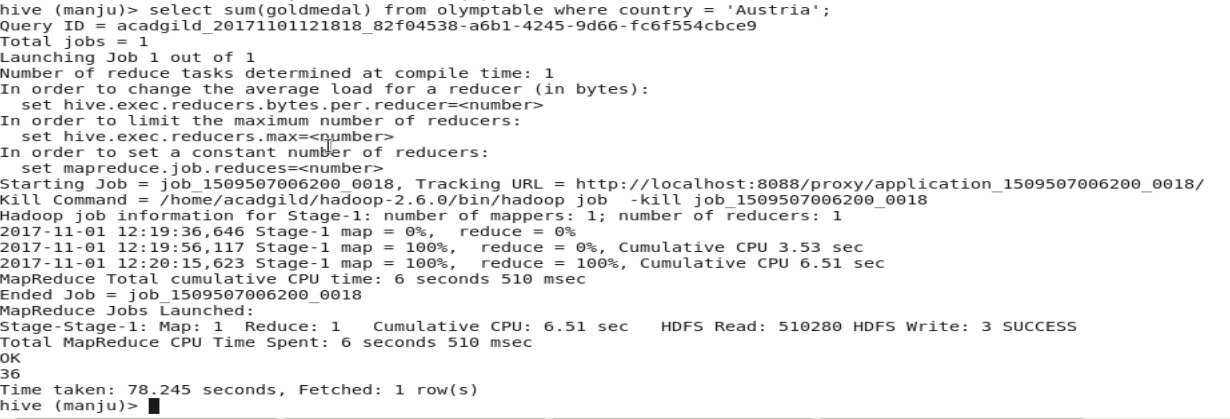 hive (manju)> select sum(goldmedal) from olymptable where country = 'Austria';
Query ID = acadgild_20171101121818_82f04538-a6b1-4245-9d66-fc6f554cbce9
Total jobs = 1
Launching Job 1 out of 1
Number of reduce tasks determined at compile time: 1
In order to change the average load for a reducer (in bytes):
  set hive.exec.reducers.bytes.per.reducer=<number>
In order to limit the maximum number of reducers:
  set hive.exec.reducers.max=<number>
In order to set a constant number of reducers:
  set mapreduce.job.reduces=<number>
Starting Job = job_1509507006200_0018, Tracking URL = http://localhost:8088/proxy/application_1509507006200_0018/
Kill Command = /home/acadgild/hadoop-2.6.0/bin/hadoop job  -kill job_1509507006200_0018
Hadoop job information for Stage-1: number of mappers: 1; number of reducers: 1
2017-11-01 12:19:36,646 Stage-1 map = 0%,  reduce = 0%
2017-11-01 12:19:56,117 Stage-1 map = 100%,  reduce = 0%, Cumulative CPU 3.53 sec
2017-11-01 12:20:15,623 Stage-1 map = 100%,  reduce = 100%, Cumulative CPU 6.51 sec
MapReduce Total cumulative CPU time: 6 seconds 510 msec
Ended Job = job_1509507006200_0018
MapReduce Jobs Launched:
Stage-Stage-1: Map: 1  Reduce: 1   Cumulative CPU: 6.51 sec   HDFS Read: 510280 HDFS Write: 3 SUCCESS
Total MapReduce CPU Time Spent: 6 seconds 510 msec
OK
36
Time taken: 78.245 seconds, Fetched: 1 row(s)
hive (manju)>